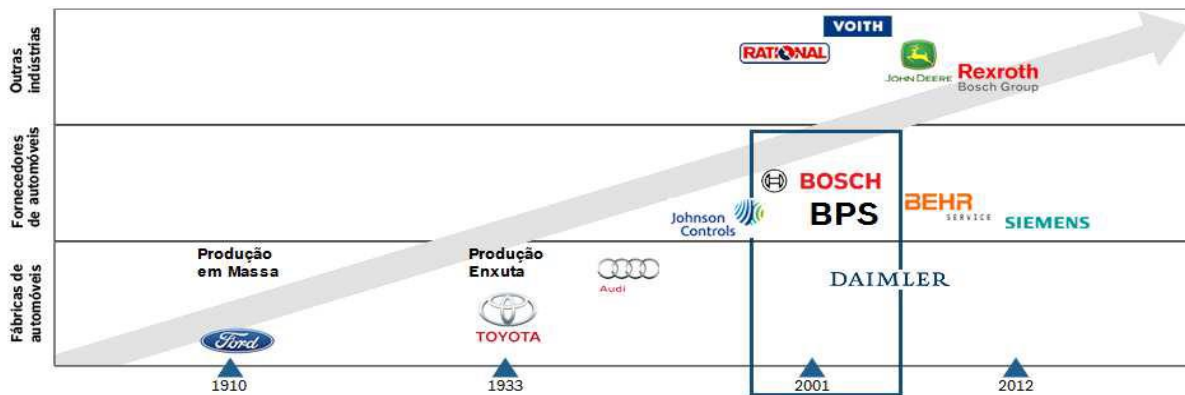 Outras
indústrias
RATIONAL
VOITH
JOHN DEERE
Rexroth
Bosch Group
Fornecedores
de automóveis
Johnson
Controls
BOSCH
BPS
BEHR
SERVICE
SIEMENS
Fábricas de
automóveis
Produção
em Massa
Ford
Produção
Enxuta
TOYOTA
Audi
DAIMLER
1910
1933
2001
2012